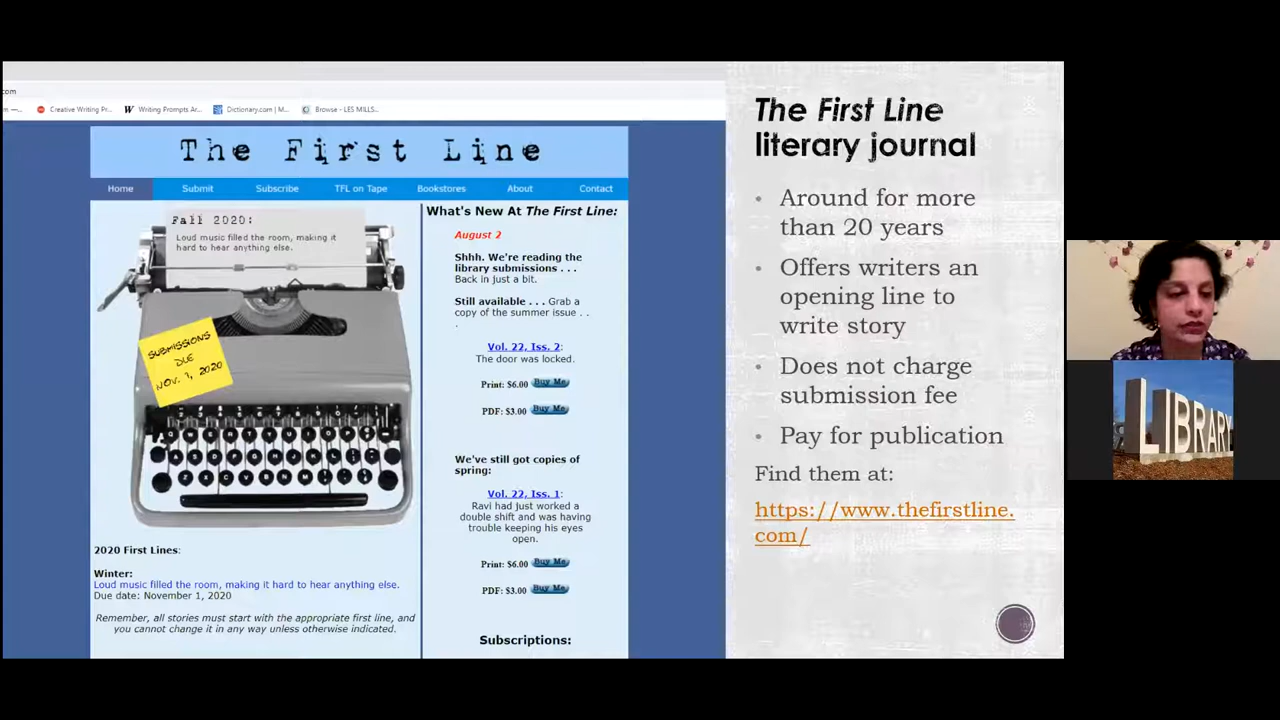 com
Creative Writing Pr... Writing Prompts Ar... Dictionary.com | M... Browse - LES MILLS...
The First Line
Home Submit Subscribe TFL on Tape Bookstores About Contact
Fall 2020:
Loud music filled the room, making it
hard to hear anything else.
SUBMISSIONS
DUE
NOV. 1, 2020
2020 First Lines:
Winter:
Loud music filled the room, making it hard to hear anything else.
Due date: November 1, 2020
Remember, all stories must start with the appropriate first line, and
you cannot change it in any way unless otherwise indicated.
What's New At The First Line:
August 2
Shhh. We're reading the
library submissions . . .
Back in just a bit.
Still available . . . Grab a
copy of the summer issue . .
.
Vol. 22, Iss. 2:
The door was locked.
Print: $6.00 Buy Me
PDF: $3.00 Buy Me
We've still got copies of
spring:
Vol. 22, Iss. 1:
Ravi had just worked a
double shift and was having
trouble keeping his eyes
open.
Print: $6.00 Buy Me
PDF: $3.00 Buy Me
Subscriptions:
The First Line
literary journal
• Around for more
than 20 years
• Offers writers an
opening line to
write story
• Does not charge
submission fee
• Pay for publication
Find them at:
https://www.thefirstline.
com/
LIBRARY